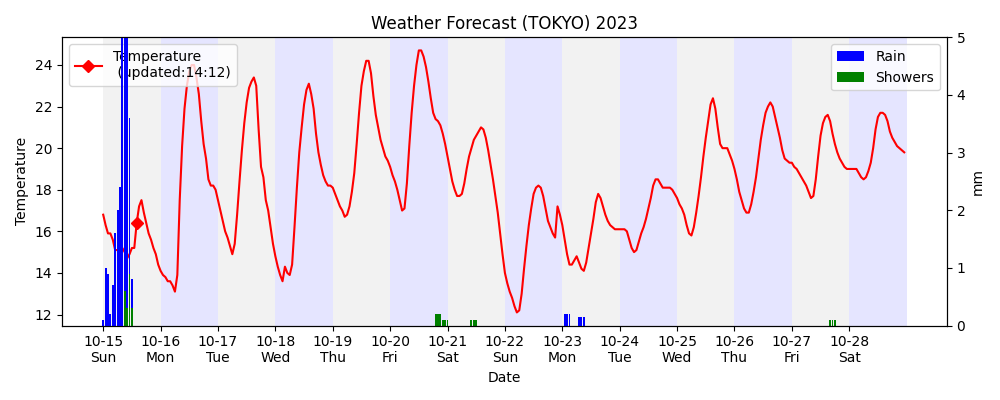 Weather Forecast (TOKYO) 2023
Temperature
(updated:14:12)
Rain
Showers
Temperature
24
22
20
18
16
14
12
5
4
3
2
1
0
mm
10-15 10-16 10-17 10-18 10-19 10-20 10-21 10-22 10-23 10-24 10-25 10-26 10-27 10-28
Sun Mon Tue Wed Thu Fri Sat Sun Mon Tue Wed Thu Fri Sat
Date